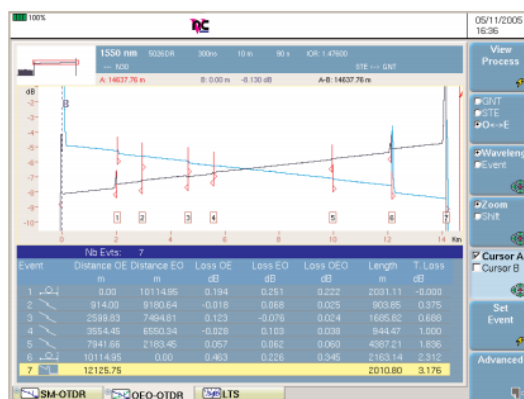 100%
05/11/2005
16:36
1550 nm 5026DR 300ns 10 m 90 s IOR: 1.47600
STE <-> GNT
A: 14637.76 m B: 0.00 m -8.130 dB A-B: 14637.76 m
dB
-2
-3
-4
-5
-6
-7
-8
-9
-10
1 2 3 4 5 6 7
0 2 4 6 8 10 12 14 Km
Nb Evts: 7
Event Distance OE Distance EO Loss OE Loss EO Loss OEO Length T. Loss
m m dB dB dB m dB
1 0.00 10114.95 0.194 0.251 0.222 2031.11 -0.000
2 914.00 9180.64 -0.018 0.068 0.025 903.85 0.375
3 2599.83 7494.81 0.123 -0.076 0.024 1685.82 0.688
4 3554.45 6550.34 -0.028 0.103 0.038 944.47 1.000
5 7941.66 2183.45 0.057 0.062 0.060 4387.21 1.836
6 10114.95 0.00 0.463 0.226 0.345 2163.14 2.312
7 12125.75 2010.80 3.176
SM-OTDR OEO-OTDR LTS
View
Process
GNT
STE
O<->E
Waveleng
Event
Zoom
Shift
Cursor A
Cursor B
Set
Event
Advanced